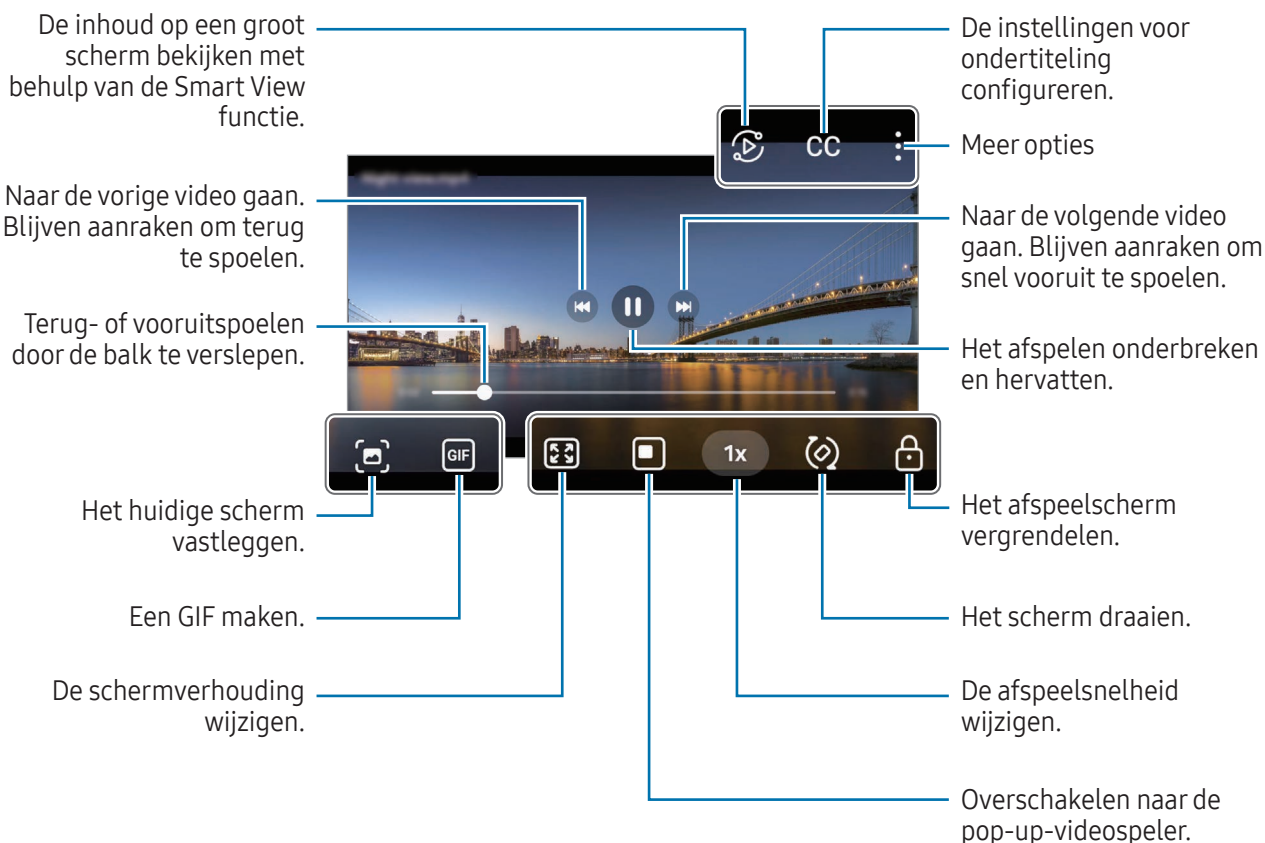 De inhoud op een groot
scherm bekijken met
behulp van de Smart View
functie.
De instellingen voor
ondertiteling
configureren.
CC
Meer opties
Naar de vorige video gaan.
Blijven aanraken om terug
te spoelen.
Naar de volgende video
gaan. Blijven aanraken om
snel vooruit te spoelen.
Terug- of vooruitspoelen
door de balk te verslepen.
Het afspelen onderbreken
en hervatten.
GIF
1x
Het huidige scherm
vastleggen.
Het afspeelscherm
vergrendelen.
Een GIF maken.
Het scherm draaien.
De schermverhouding
wijzigen.
De afspeelsnelheid
wijzigen.
Overschakelen naar de
pop-up-videospeler.